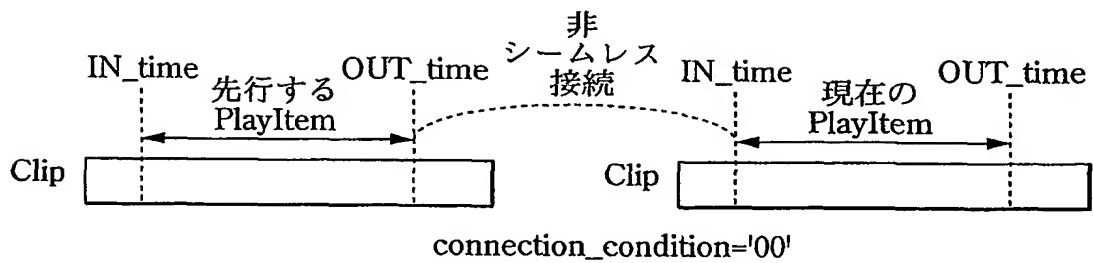 非
シームレス
接続
IN_time
先行する
PlayItem
OUT_time
IN_time
現在の
PlayItem
OUT_time
Clip
Clip
connection_condition='00'